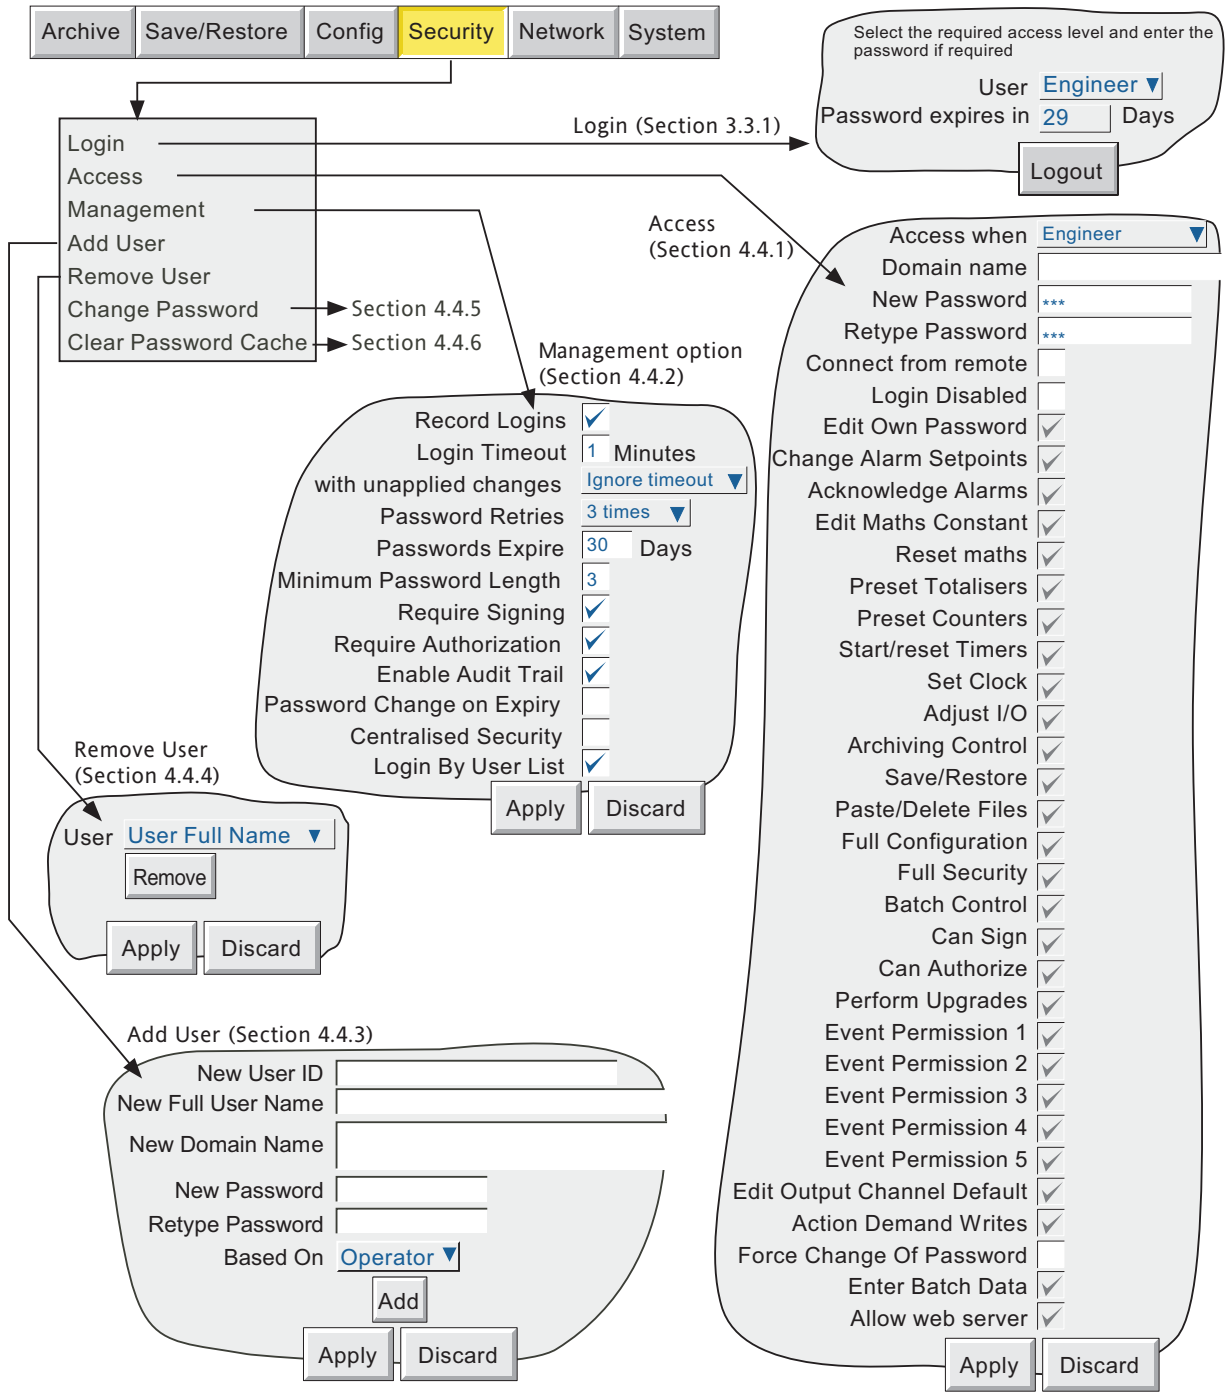 Archive Save/Restore Config Security Network System
Select the required access level and enter the
password if required
User Engineer
Password expires in 29 Days
Logout
Login
Access
Management
Add User
Remove User
Change Password
Clear Password Cache
Login (Section 3.3.1)
Section 4.4.5
Section 4.4.6
Access
(Section 4.4.1)
Access when Engineer
Domain name
New Password ***
Retype Password ***
Connect from remote
Login Disabled
Edit Own Password
Change Alarm Setpoints
Acknowledge Alarms
Edit Maths Constant
Reset maths
Preset Totalisers
Preset Counters
Start/reset Timers
Set Clock
Adjust I/O
Archiving Control
Save/Restore
Paste/Delete Files
Full Configuration
Full Security
Batch Control
Can Sign
Can Authorize
Perform Upgrades
Event Permission 1
Event Permission 2
Event Permission 3
Event Permission 4
Event Permission 5
Edit Output Channel Default
Action Demand Writes
Force Change Of Password
Enter Batch Data
Allow web server
Apply Discard
Management option
(Section 4.4.2)
Record Logins
Login Timeout 1 Minutes
with unapplied changes Ignore timeout
Password Retries 3 times
Passwords Expire 30 Days
Minimum Password Length 3
Require Signing
Require Authorization
Enable Audit Trail
Password Change on Expiry
Centralised Security
Login By User List
Apply Discard
Remove User
(Section 4.4.4)
User User Full Name
Remove
Apply Discard
Add User (Section 4.4.3)
New User ID
New Full User Name
New Domain Name
New Password
Retype Password
Based On Operator
Add
Apply Discard